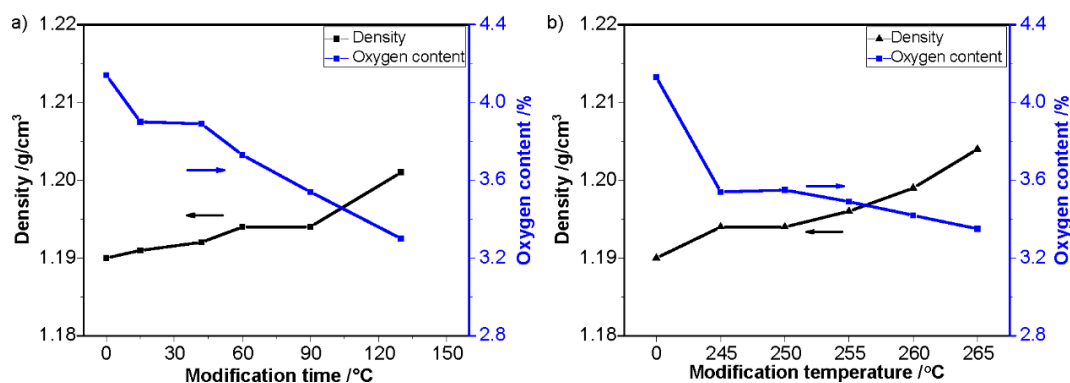 a)
Density
Oxygen content
1.22
1.21
1.20
1.19
1.18
Density /g/cm³
4.4
4.0
3.6
3.2
2.8
Oxygen content /%
0 30 60 90 120 150
Modification time /°C
b)
Density
Oxygen content
1.22
1.21
1.20
1.19
1.18
Density /g/cm³
4.4
4.0
3.6
3.2
2.8
Oxygen content /%
0 245 250 255 260 265
Modification temperature /°C